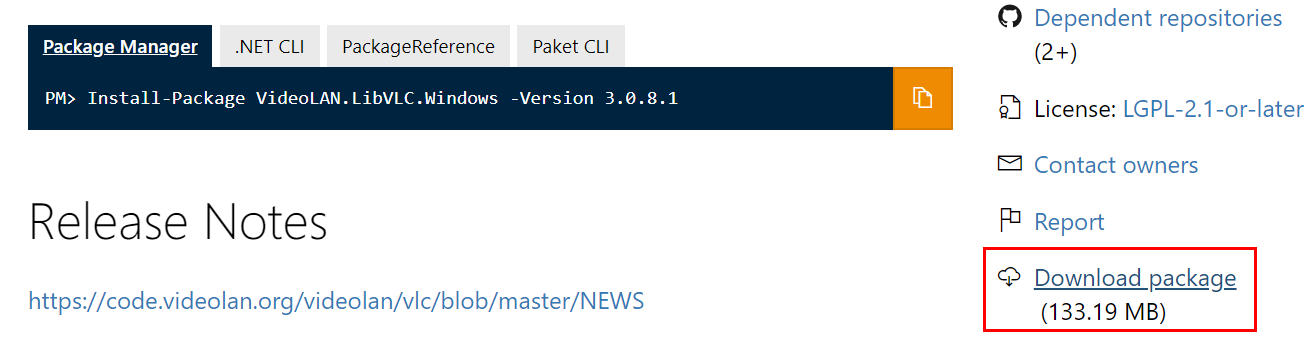 Package Manager
.NET CLI
PackageReference
Paket CLI
PM> Install-Package VideoLAN.LibVLC.Windows -Version 3.0.8.1
Release Notes
https://code.videolan.org/videolan/vlc/blob/master/NEWS
Dependent repositories
(2+)
License: LGPL-2.1-or-later
Contact owners
Report
Download package
(133.19 MB)